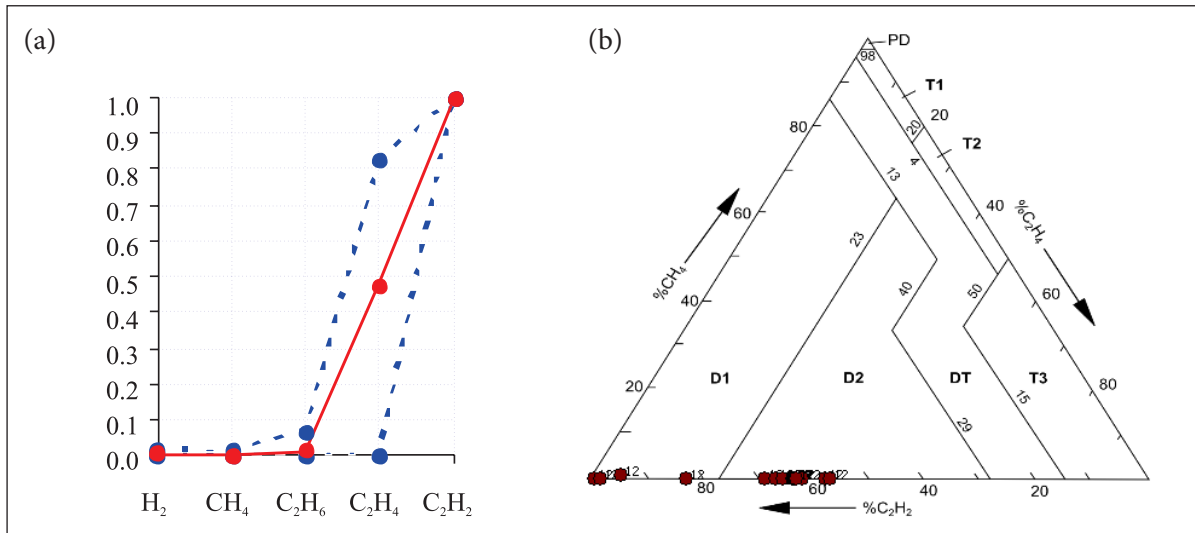 (a)
1.0
0.9
0.8
0.7
0.6
0.5
0.4
0.3
0.2
0.1
0.0
H₂ CH₄ C₂H₆ C₂H₄ C₂H₂
(b)
PD
98
T1
20
20
T2
4
80
13
40
%C₂H₄
60
23
%CH₄
40
50
60
40
D1 D2 DT T3
20
80
15
29
12
12
80 60 40 20
%C₂H₂